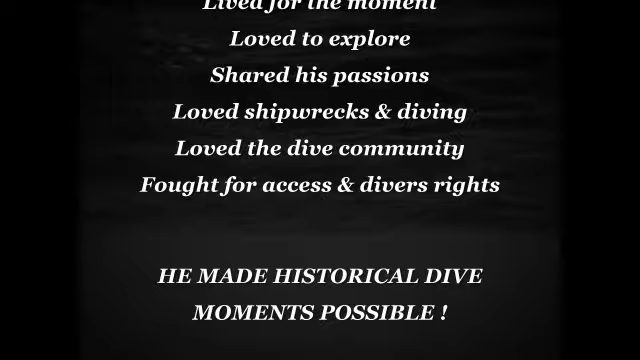 Lived for the moment
Loved to explore
Shared his passions
Loved shipwrecks & diving
Loved the dive community
Fought for access & divers rights
HE MADE HISTORICAL DIVE
MOMENTS POSSIBLE !